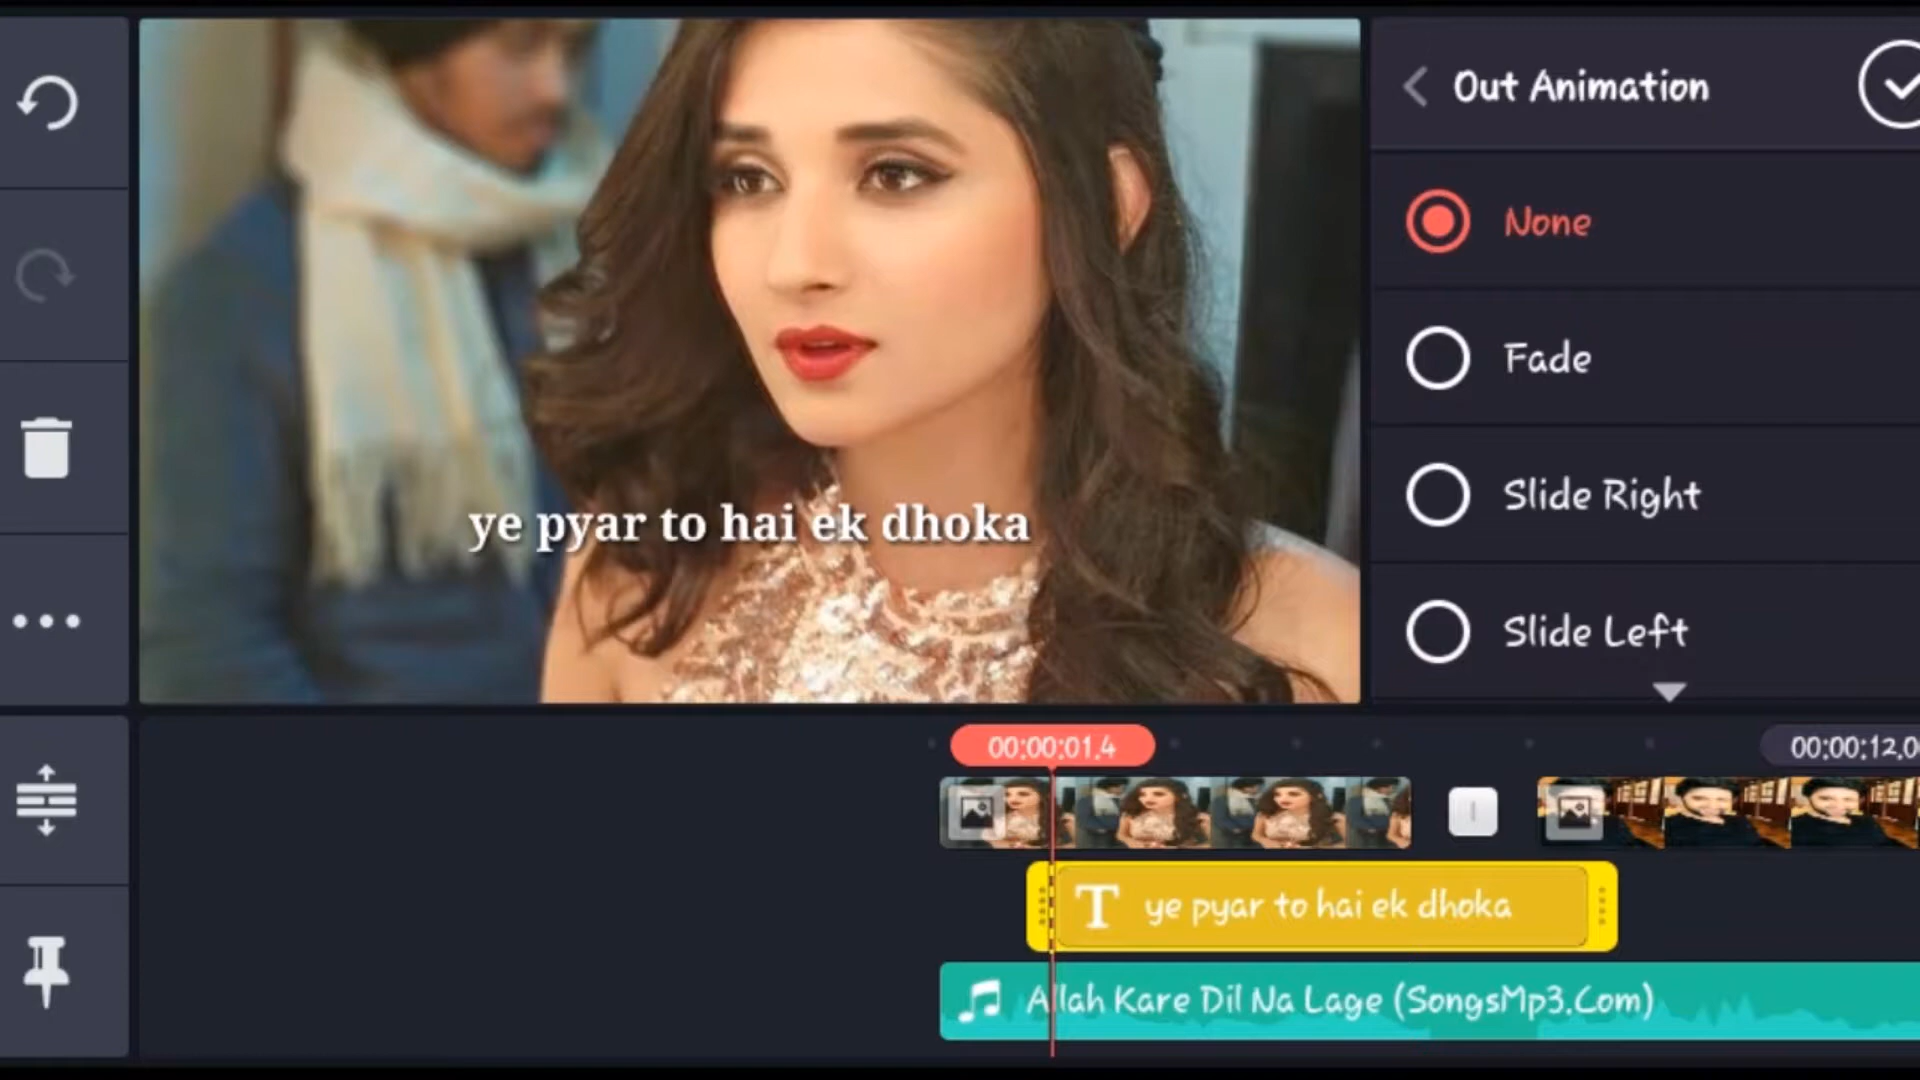 Out Animation
None
Fade
Slide Right
Slide Left
ye pyar to hai ek dhoka
00:00:01.4
00:00:12.0
T ye pyar to hai ek dhoka
Allah Kare Dil Na Lage (SongsMp3.Com)